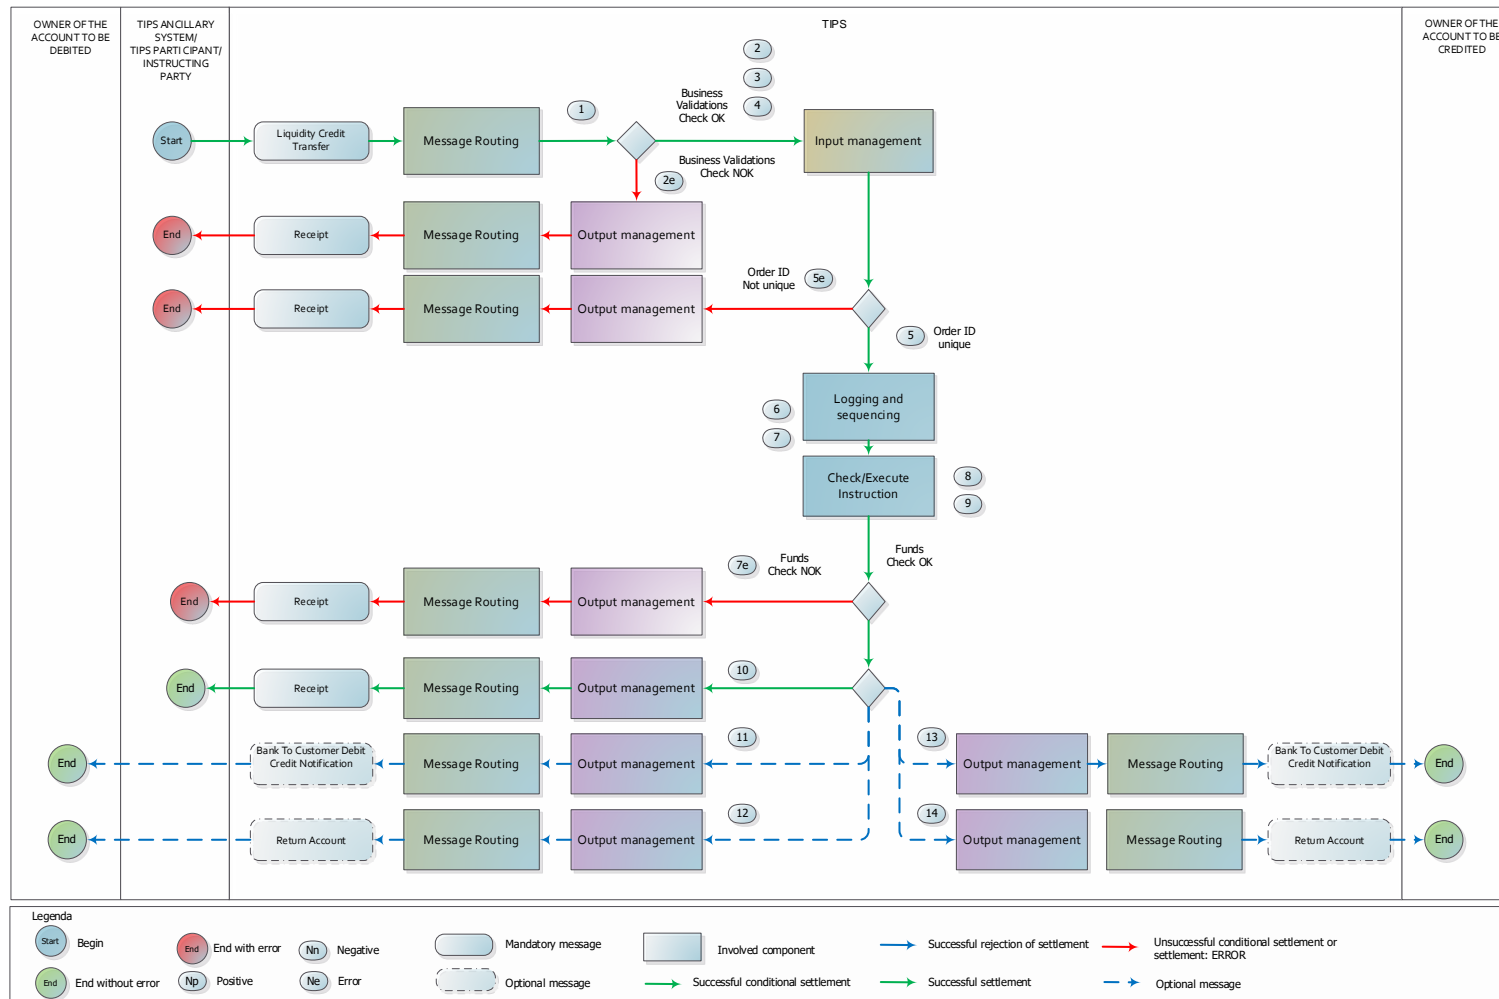 OWNER OF THE
ACCOUNT TO BE
DEBITED
TIPS ANCILLARY
SYSTEM/
TIPS PARTICIPANT/
INSTRUCTING
PARTY
TIPS
OWNER OF THE
ACCOUNT TO BE
CREDITED
2
3
4
Business
Validations
Check OK
1
Start
Liquidity Credit
Transfer
Message Routing
Input management
Business Validations
Check NOK
2e
End
Receipt
Message Routing
Output management
Order ID
Not unique
5e
End
Receipt
Message Routing
Output management
5
Order ID
unique
Logging and
sequencing
6
7
Check/Execute
Instruction
8
9
7e
Funds
Check NOK
Funds
Check OK
End
Receipt
Message Routing
Output management
10
End
Receipt
Message Routing
Output management
11
End
Bank To Customer Debit
Credit Notification
Message Routing
Output management
13
Output management
Message Routing
Bank To Customer Debit
Credit Notification
End
12
End
Return Account
Message Routing
Output management
14
Output management
Message Routing
Return Account
End
Legenda
Start
Begin
End
End with error
Nn
Negative
Mandatory message
Involved component
Successful rejection of settlement
Unsuccessful conditional settlement or
settlement: ERROR
End
End without error
Np
Positive
Ne
Error
Optional message
Successful conditional settlement
Successful settlement
Optional message